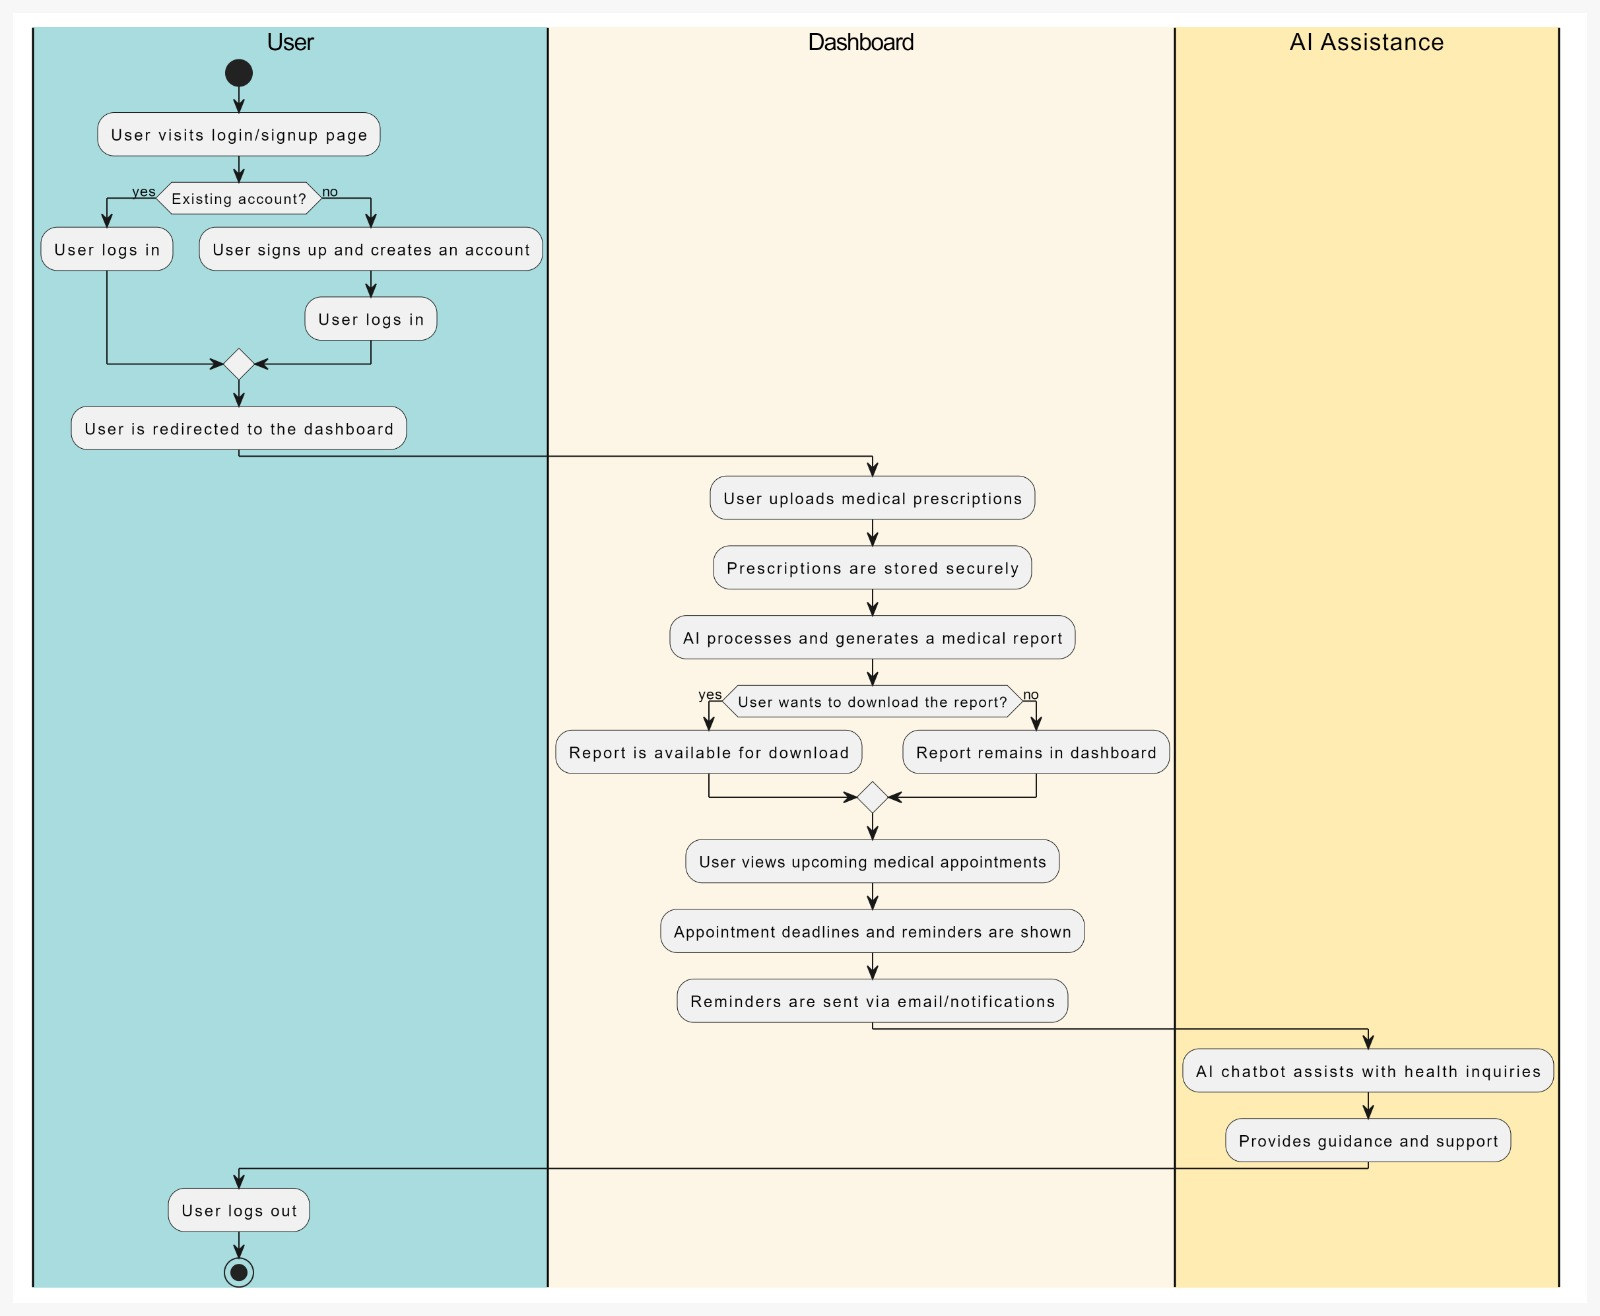 User
Dashboard
AI Assistance
User visits login/signup page
yes
Existing account?
no
User logs in
User signs up and creates an account
User logs in
User is redirected to the dashboard
User uploads medical prescriptions
Prescriptions are stored securely
AI processes and generates a medical report
yes
User wants to download the report?
no
Report is available for download
Report remains in dashboard
User views upcoming medical appointments
Appointment deadlines and reminders are shown
Reminders are sent via email/notifications
AI chatbot assists with health inquiries
Provides guidance and support
User logs out